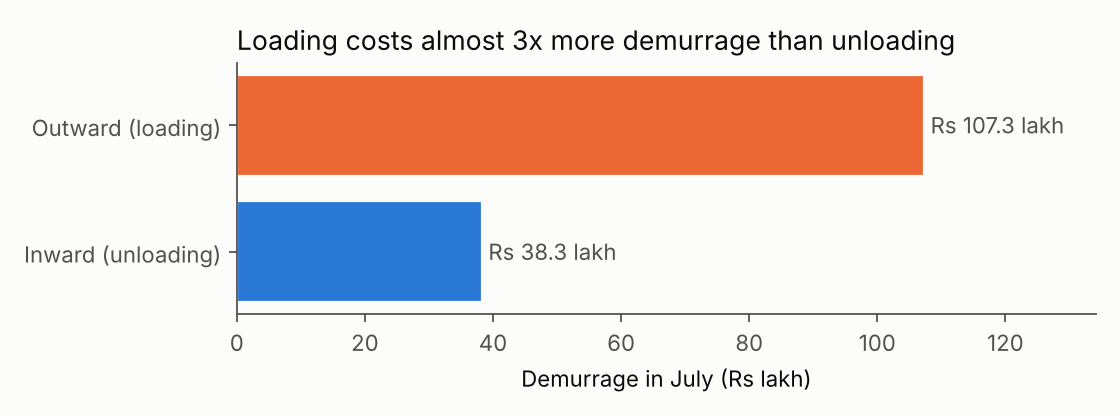 Loading costs almost 3x more demurrage than unloading
Outward (loading)
Rs 107.3 lakh
Inward (unloading)
Rs 38.3 lakh
0 20 40 60 80 100 120
Demurrage in July (Rs lakh)